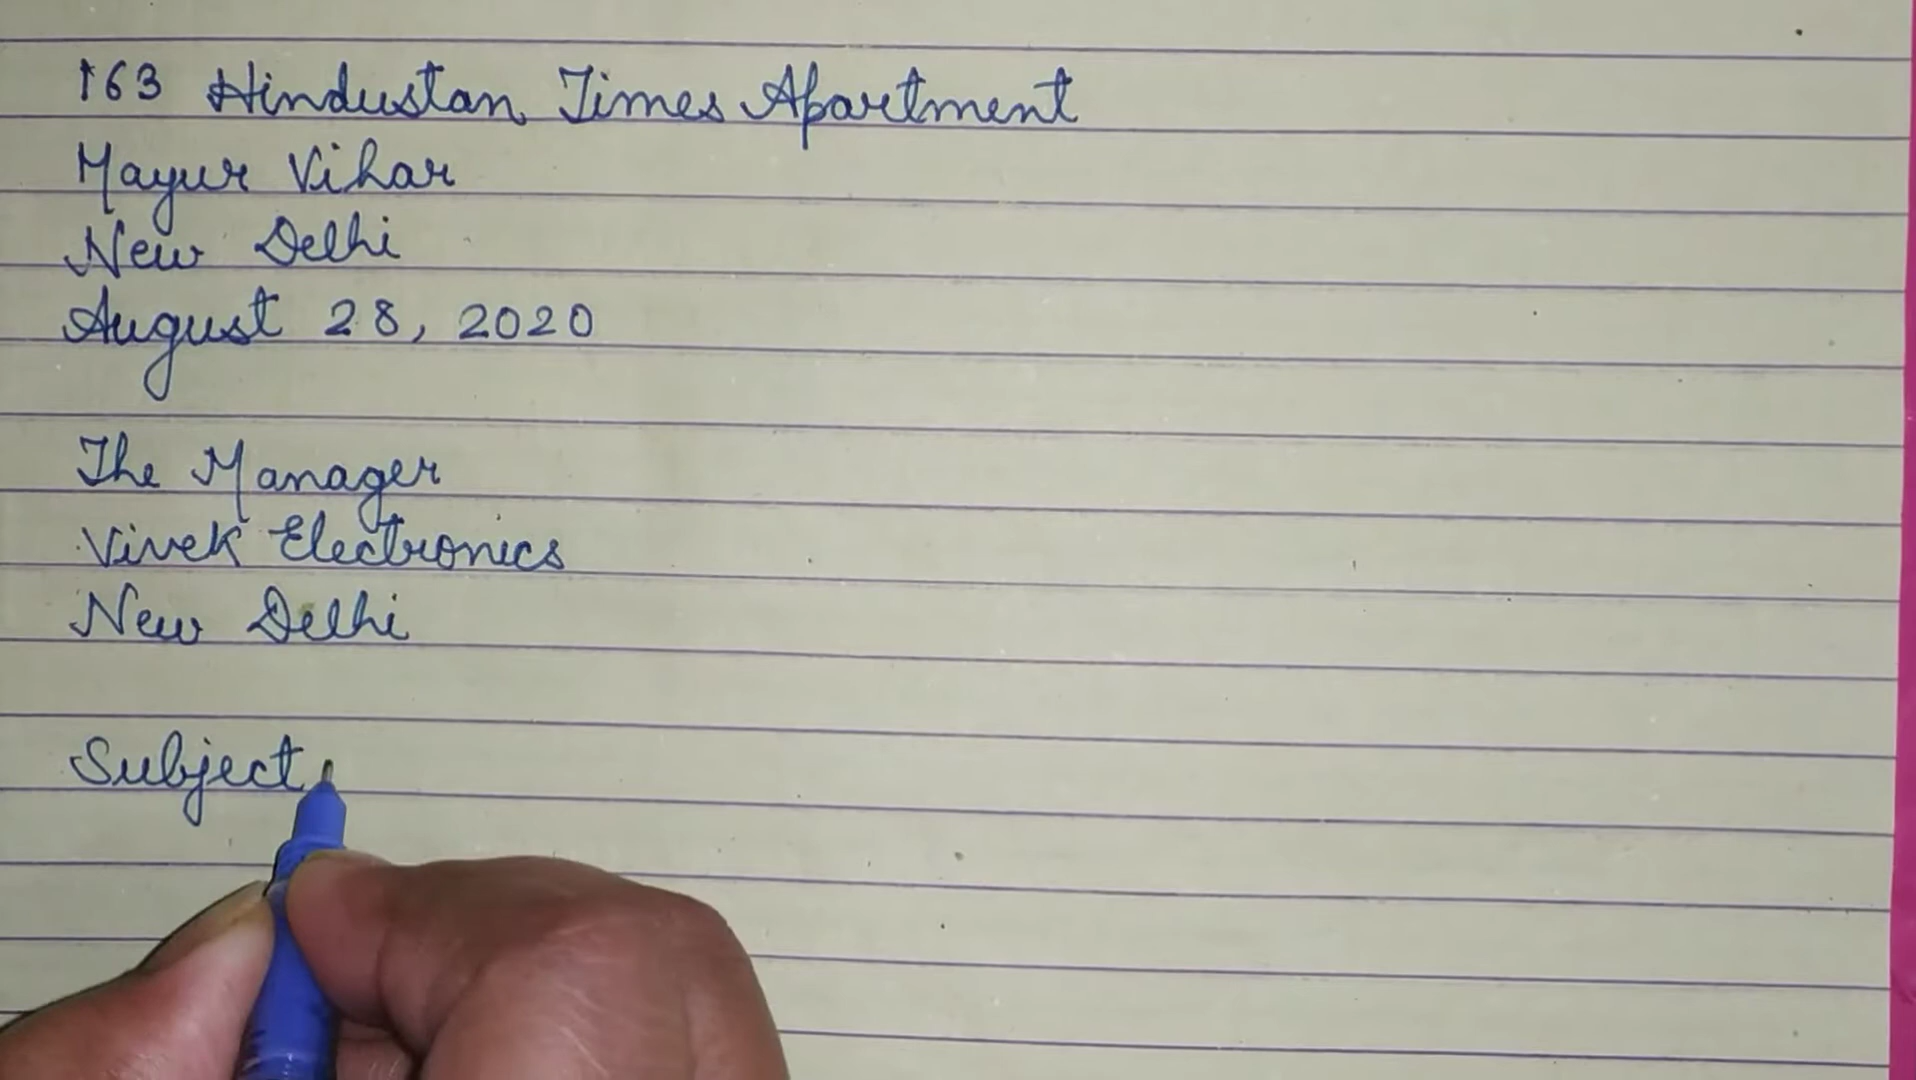 163 Hindustan Times Apartment
Mayur Vihar
New Delhi
August 28, 2020
The Manager
Vivek Electronics
New Delhi
Subject